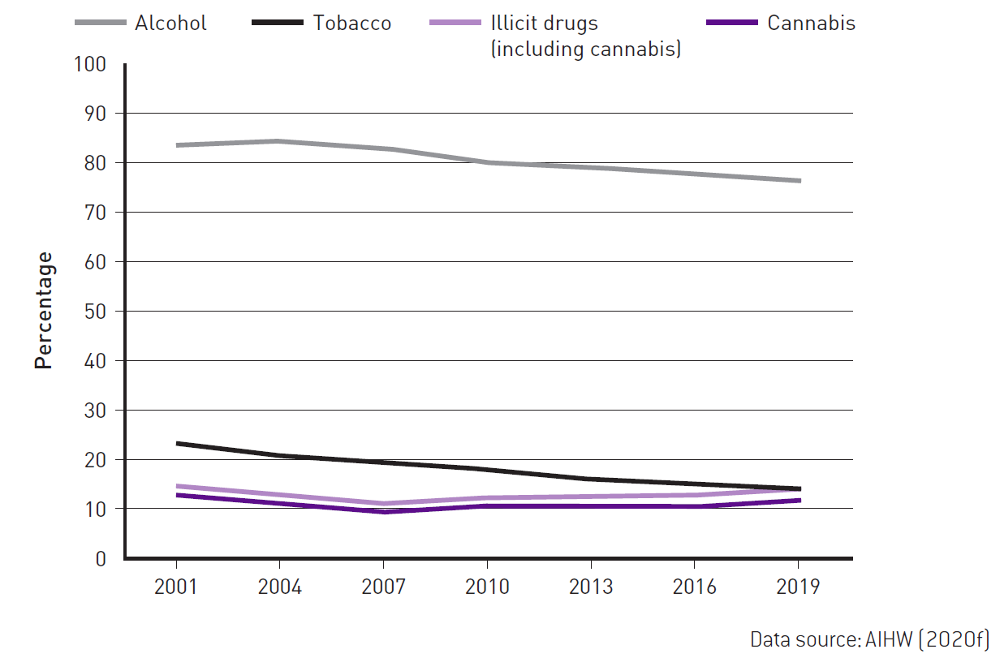 Alcohol
Tobacco
Illicit drugs
(including cannabis)
Cannabis
100
90
80
70
60
50
40
30
20
10
0
Percentage
2001 2004 2007 2010 2013 2016 2019
Data source: AIHW (2020f)